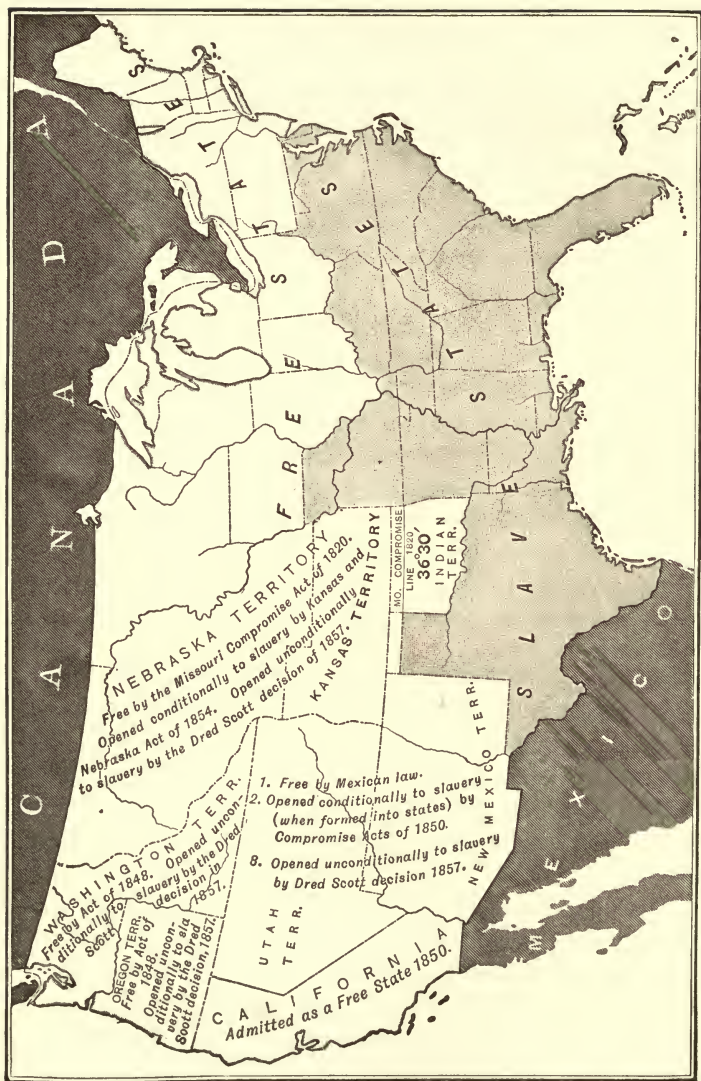 CANADA
FREE STATES
SLAVE STATES
MEXICO
WASHINGTON TERR.
Free by Act of 1848. Opened uncon-
ditionally to slavery by the Dred
Scott decision in
1857.
OREGON TERR.
Free by Act of
1848.
Opened uncon-
ditionally to sla
very by the Dred
Scott decision, 1857.
NEBRASKA TERRITORY
Free by the Missouri Compromise Act of 1820.
Opened conditionally to slavery by Kansas and
Nebraska Act of 1854. Opened unconditionally
to slavery by the Dred Scott decision of 1857.
KANSAS TERRITORY
MO. COMPROMISE
LINE 1820
36°30'
INDIAN
TERR.
1. Free by Mexican law.
2. Opened conditionally to slavery
(when formed into states) by
Compromise Acts of 1850.
8. Opened unconditionally to slavery
by Dred Scott decision 1857.
UTAH
TERR.
NEW MEXICO TERR.
CALIFORNIA
Admitted as a Free State 1850.